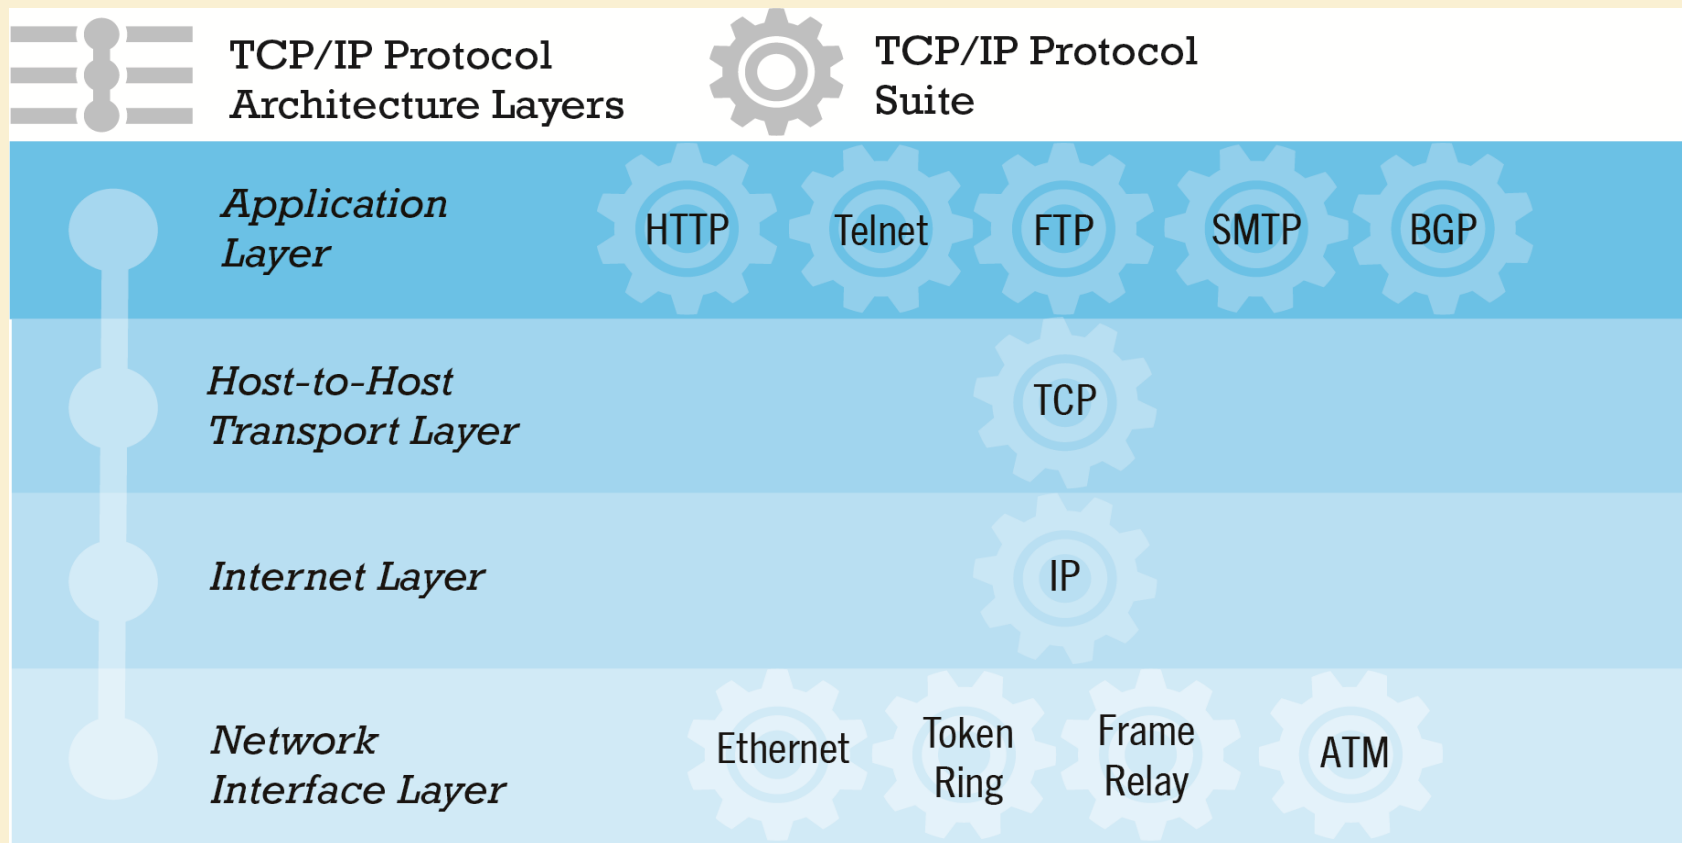 TCP/IP Protocol
Architecture Layers
TCP/IP Protocol
Suite
Application
Layer
HTTP
Telnet
FTP
SMTP
BGP
Host-to-Host
Transport Layer
TCP
Internet Layer
IP
Network
Interface Layer
Ethernet
Token
Ring
Frame
Relay
ATM